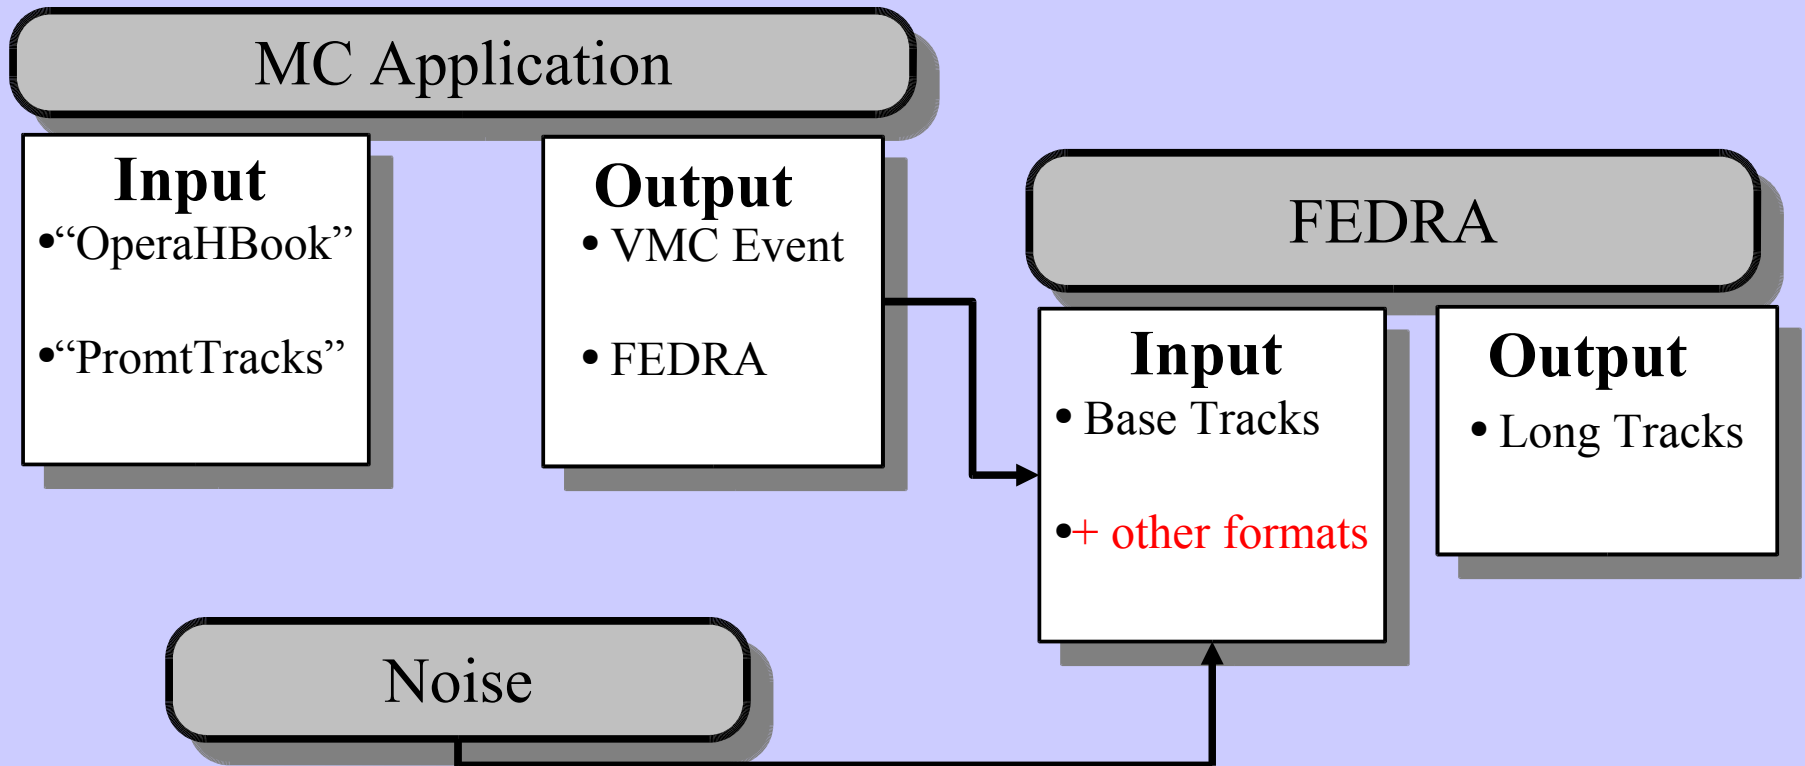 MC Application
Input
•“OperaHBook”
•“PromtTracks”
Output
• VMC Event
• FEDRA
FEDRA
Input
• Base Tracks
•+ other formats
Output
• Long Tracks
Noise